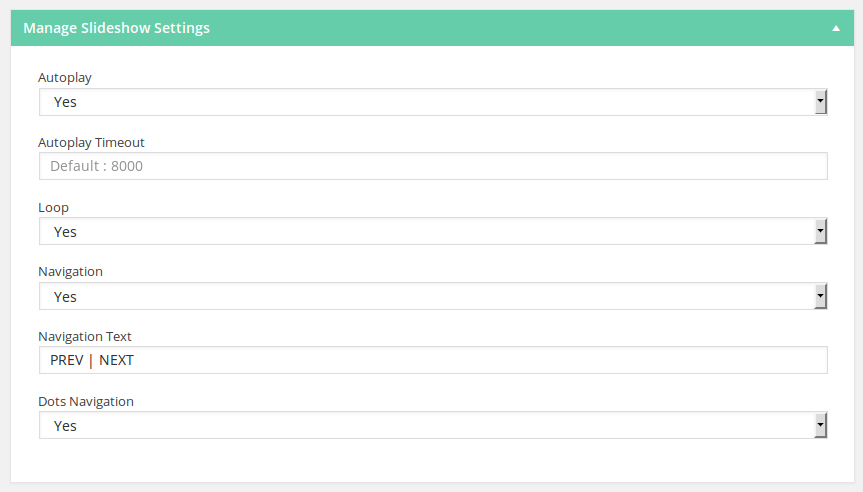 Manage Slideshow Settings
Autoplay
Yes
Autoplay Timeout
Default : 8000
Loop
Yes
Navigation
Yes
Navigation Text
PREV | NEXT
Dots Navigation
Yes